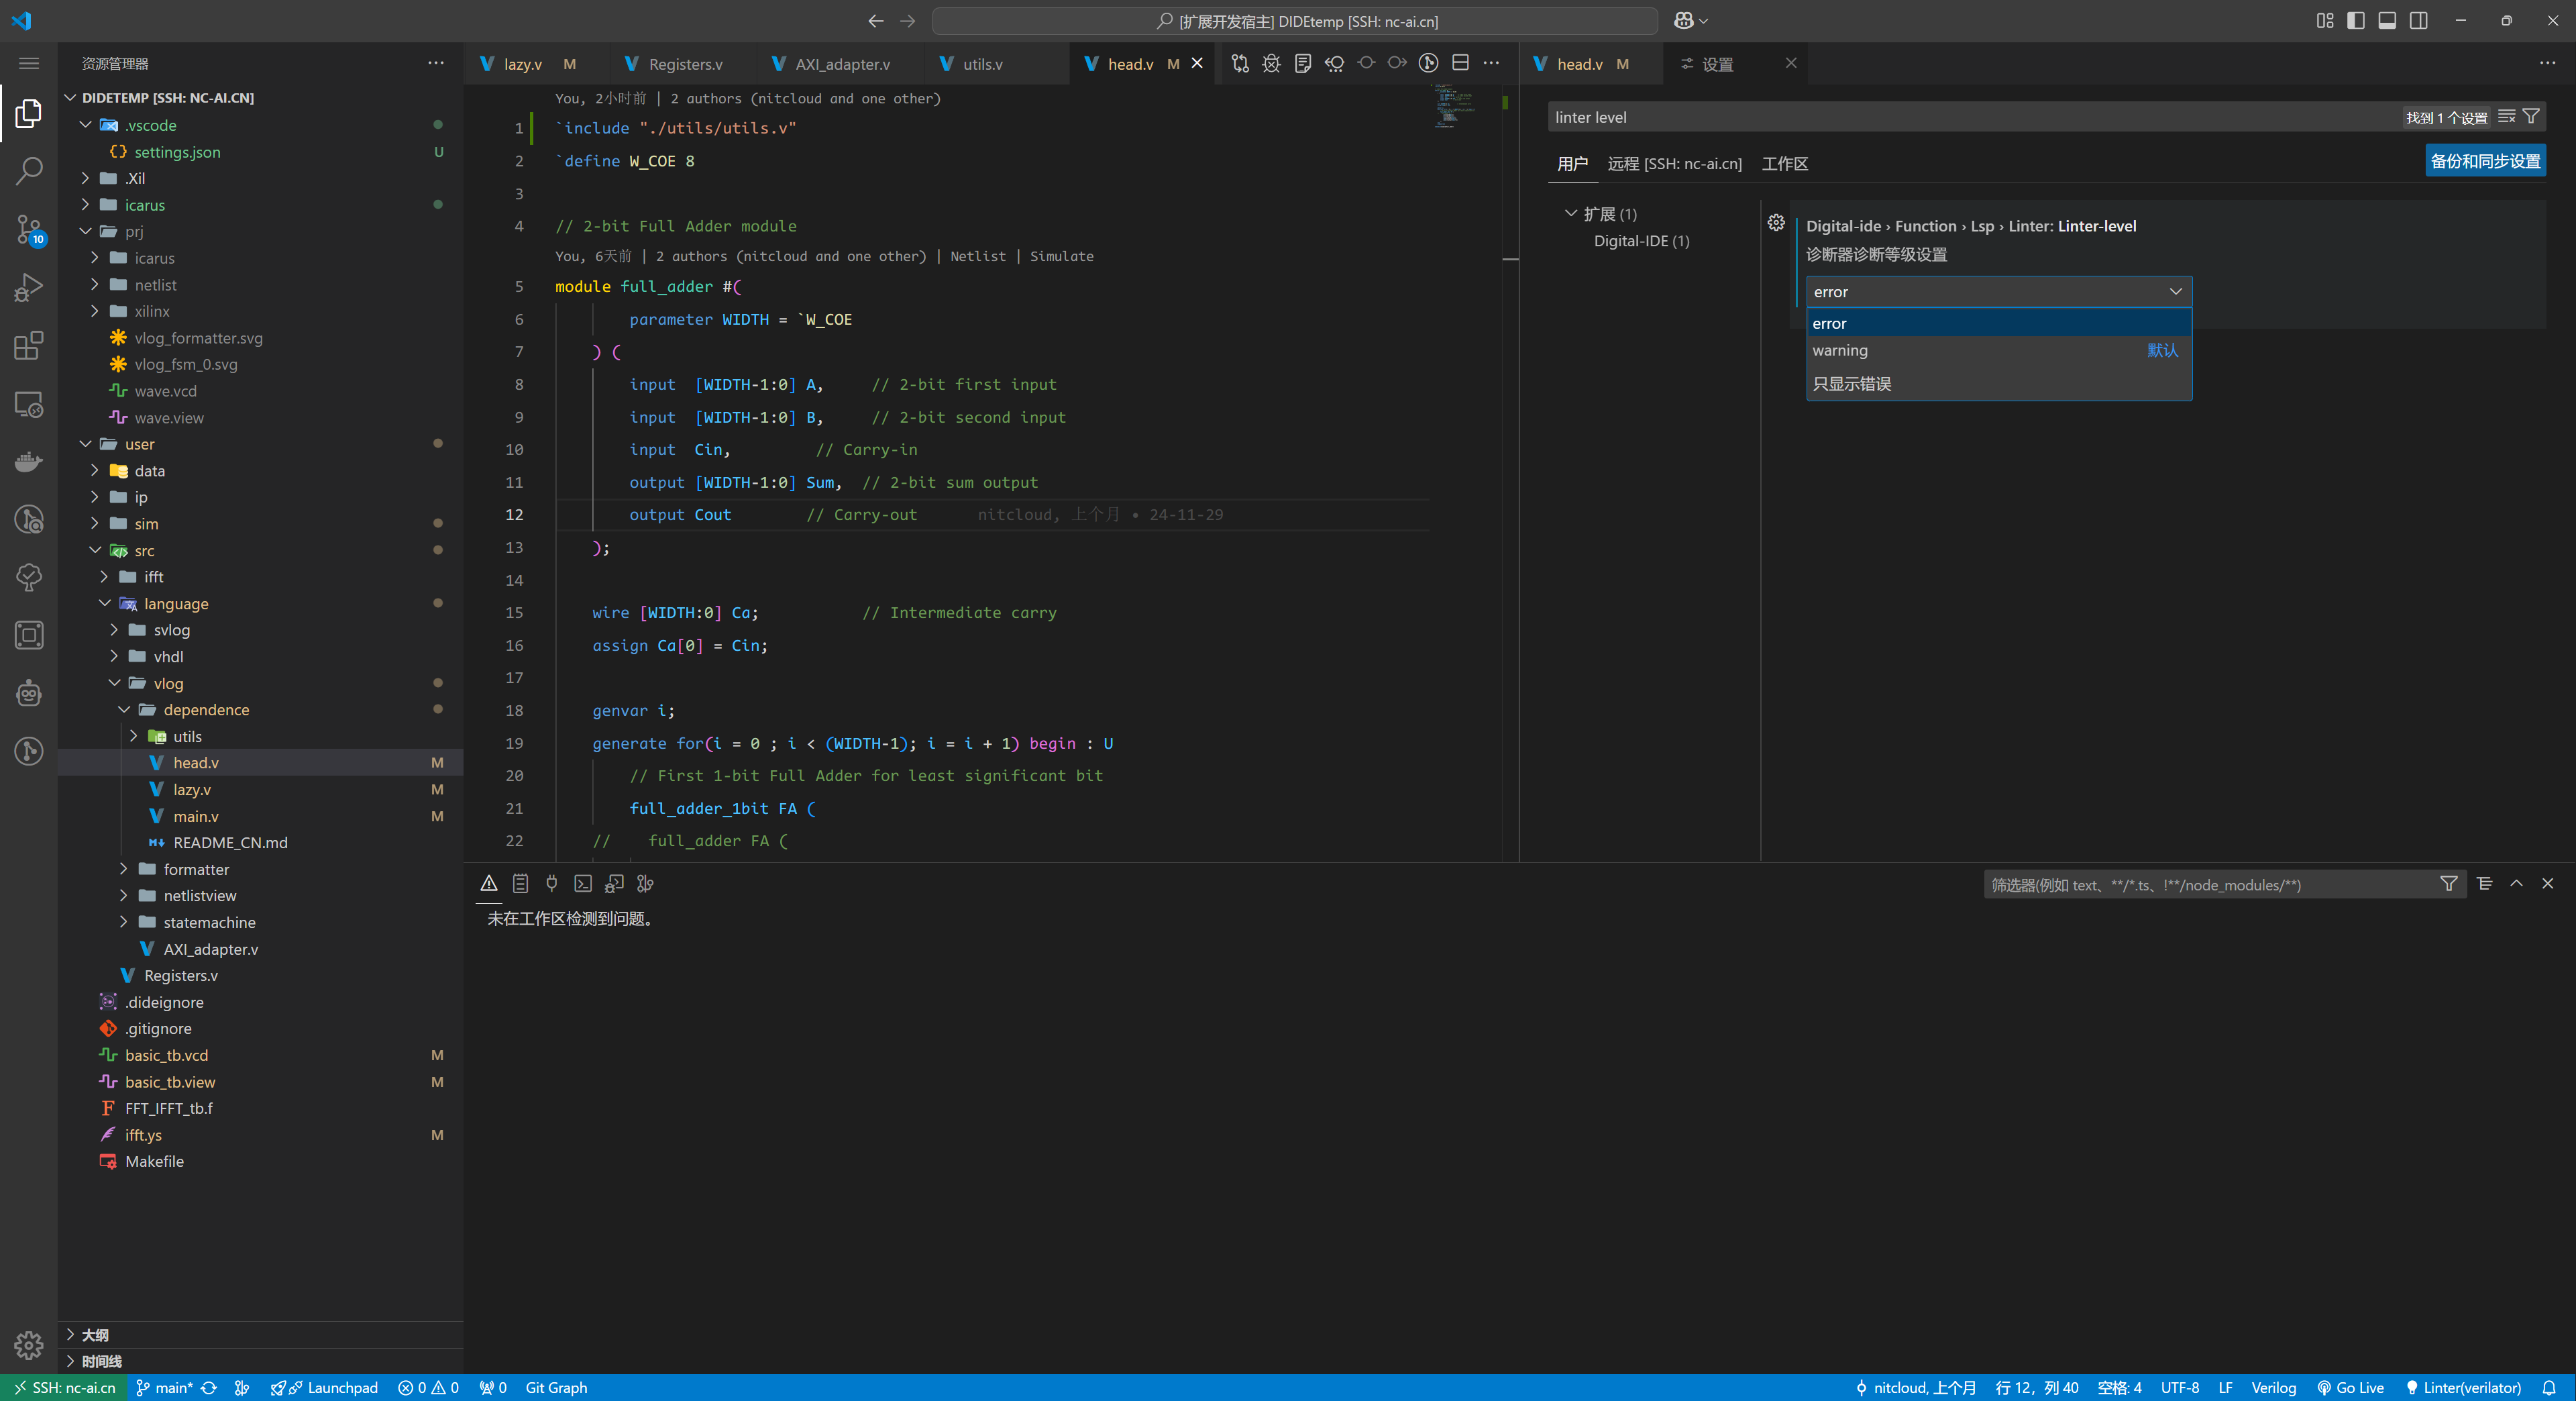 [扩展开发宿主] DIDEtemp [SSH: nc-ai.cn]
资源管理器
DIDETEMP [SSH: NC-AI.CN]
.vscode
settings.json U
.Xil
icarus
prj
icarus
netlist
xilinx
vlog_formatter.svg
vlog_fsm_0.svg
wave.vcd
wave.view
user
data
ip
sim
src
ifft
language
svlog
vhdl
vlog
dependence
utils
head.v M
lazy.v M
main.v M
README_CN.md
formatter
netlistview
statemachine
AXI_adapter.v
Registers.v
.dideignore
.gitignore
basic_tb.vcd M
basic_tb.view M
FFT_IFFT_tb.f
ifft.ys M
Makefile
大纲
时间线
10
lazy.v M Registers.v AXI_adapter.v utils.v head.v M
You, 2小时前 | 2 authors (nitcloud and one other)
1 `include "./utils/utils.v"
2 `define W_COE 8
3
4 // 2-bit Full Adder module
You, 6天前 | 2 authors (nitcloud and one other) | Netlist | Simulate
5 module full_adder #(
6 parameter WIDTH = `W_COE
7 ) (
8 input [WIDTH-1:0] A, // 2-bit first input
9 input [WIDTH-1:0] B, // 2-bit second input
10 input Cin, // Carry-in
11 output [WIDTH-1:0] Sum, // 2-bit sum output
12 output Cout // Carry-out nitcloud, 上个月 • 24-11-29
13 );
14
15 wire [WIDTH:0] Ca; // Intermediate carry
16 assign Ca[0] = Cin;
17
18 genvar i;
19 generate for(i = 0 ; i < (WIDTH-1); i = i + 1) begin : U
20 // First 1-bit Full Adder for least significant bit
21 full_adder_1bit FA (
22 // full_adder FA (
head.v M 设置
linter level 找到 1 个设置
用户 远程 [SSH: nc-ai.cn] 工作区 备份和同步设置
扩展 (1)
Digital-IDE (1)
Digital-ide › Function › Lsp › Linter: Linter-level
诊断器诊断等级设置
error
error
warning 默认
只显示错误
筛选器(例如 text、**/*.ts、!**/node_modules/**)
未在工作区检测到问题。
SSH: nc-ai.cn main* Launchpad 0 0 0 Git Graph nitcloud, 上个月 行 12，列 40 空格: 4 UTF-8 LF Verilog Go Live Linter(verilator)